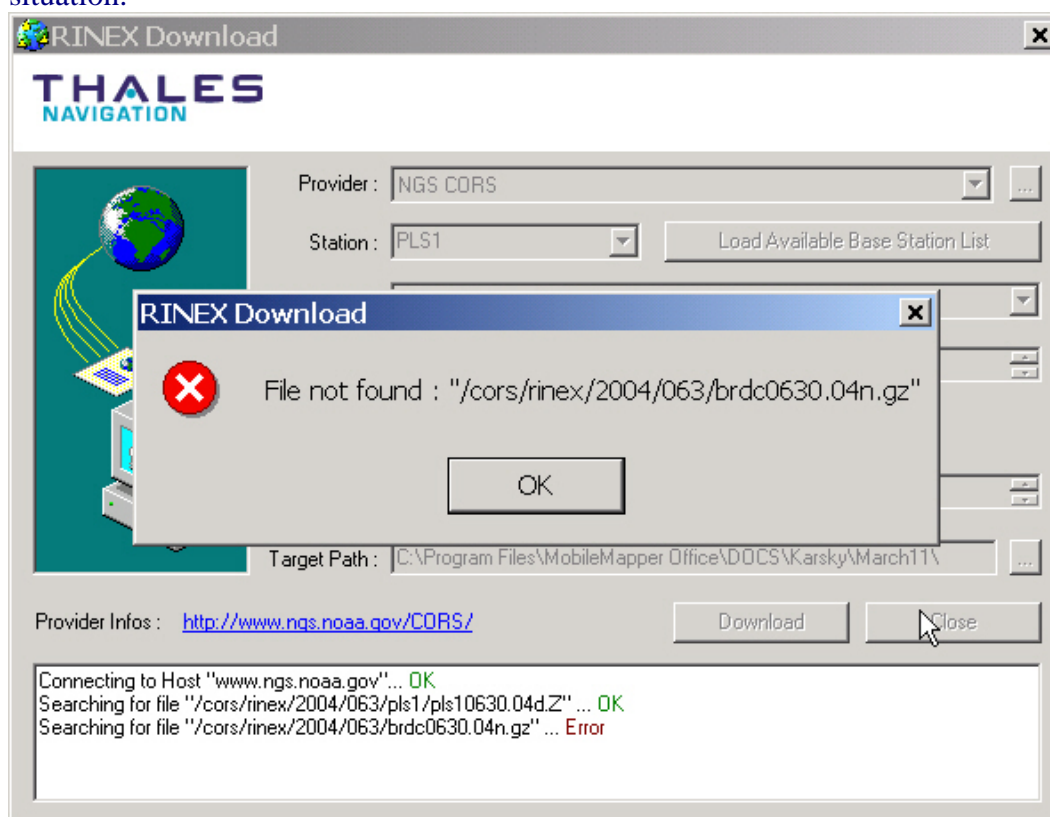 situation.
RINEX Download
THALES
NAVIGATION
Provider : NGS CORS ...
Station : PLS1 Load Available Base Station List
RINEX Download
File not found : "/cors/rinex/2004/063/brdc0630.04n.gz"
OK
Target Path : C:\Program Files\MobileMapper Office\DOCS\Karsky\March11\ ...
Provider Infos : http://www.ngs.noaa.gov/CORS/ Download Close
Connecting to Host "www.ngs.noaa.gov"... OK
Searching for file "/cors/rinex/2004/063/pls1/pls10630.04d.Z" ... OK
Searching for file "/cors/rinex/2004/063/brdc0630.04n.gz" ... Error